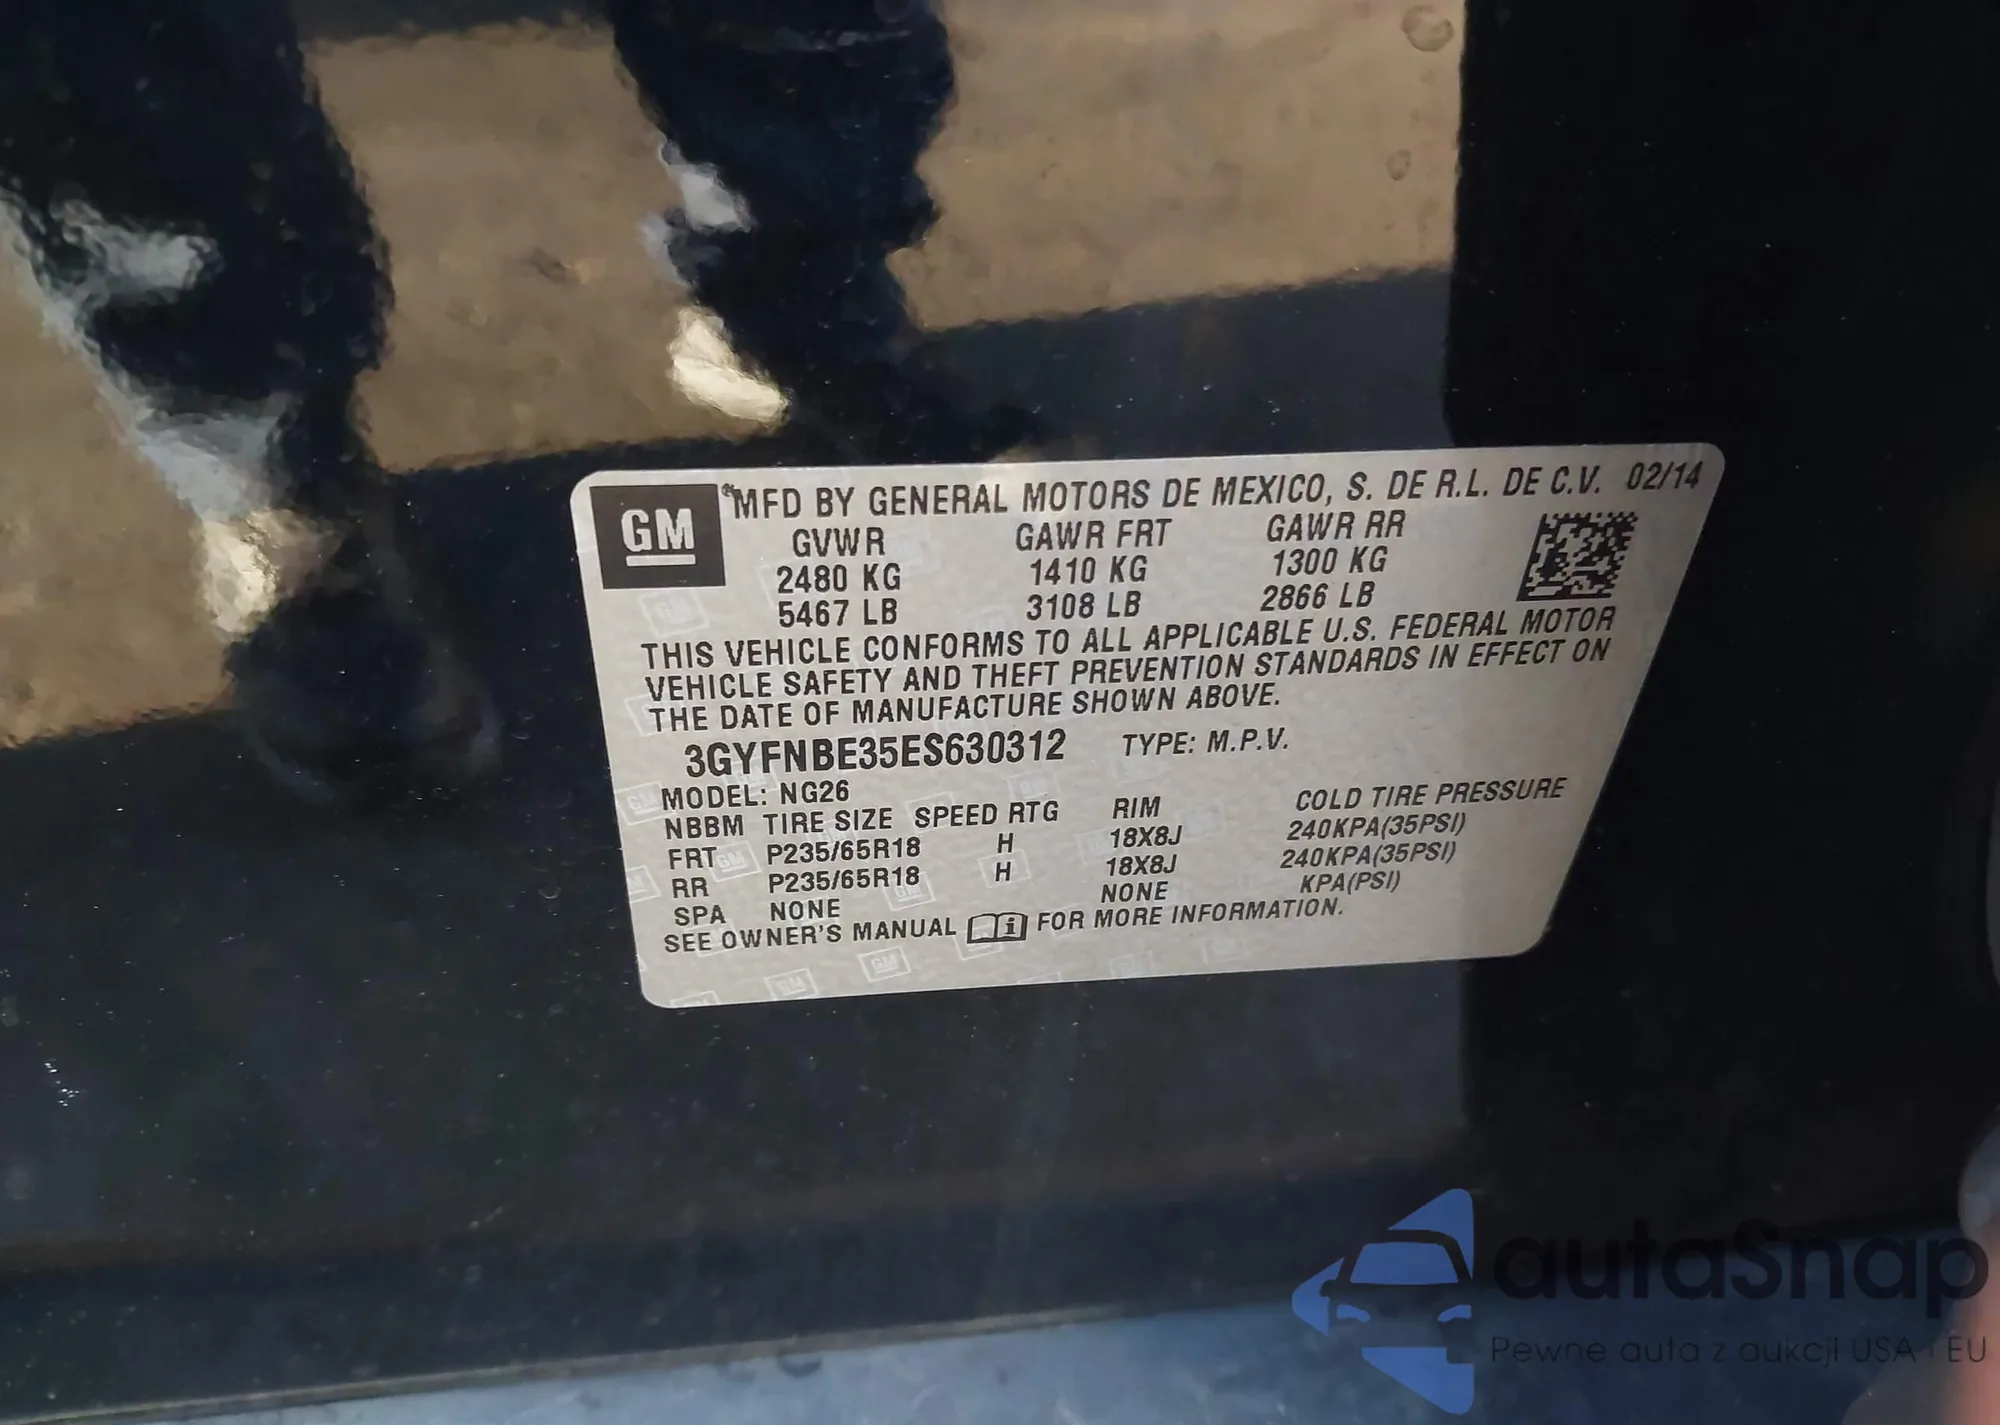 GM
MFD BY GENERAL MOTORS DE MEXICO, S. DE R.L. DE C.V. 02/14
GVWR GAWR FRT GAWR RR
2480 KG 1410 KG 1300 KG
5467 LB 3108 LB 2866 LB
THIS VEHICLE CONFORMS TO ALL APPLICABLE U.S. FEDERAL MOTOR
VEHICLE SAFETY AND THEFT PREVENTION STANDARDS IN EFFECT ON
THE DATE OF MANUFACTURE SHOWN ABOVE.
3GYFNBE35ES630312 TYPE: M.P.V.
MODEL: NG26
NBBM TIRE SIZE SPEED RTG RIM COLD TIRE PRESSURE
FRT P235/65R18 H 18X8J 240KPA(35PSI)
RR P235/65R18 H 18X8J 240KPA(35PSI)
SPA NONE NONE KPA(PSI)
SEE OWNER'S MANUAL i FOR MORE INFORMATION.
autaSnap
Pewne auta z aukcji USA i EU